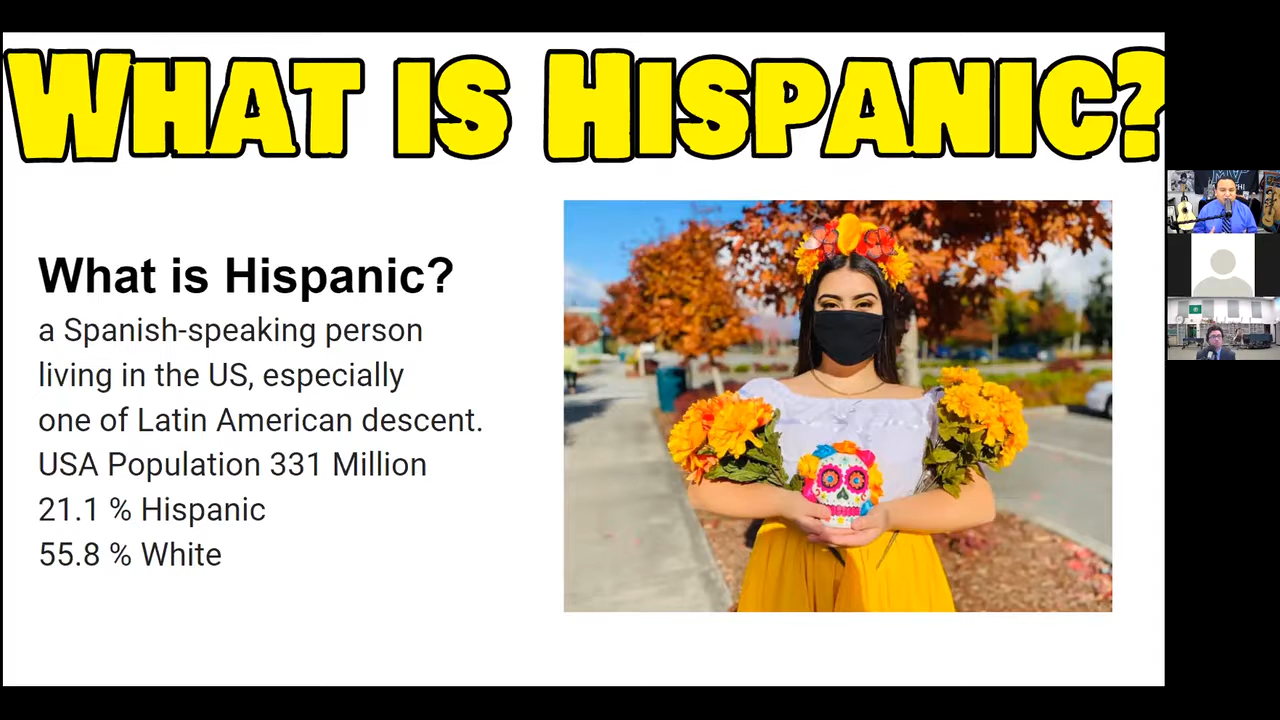 WHAT IS HISPANIC?
What is Hispanic?
a Spanish-speaking person
living in the US, especially
one of Latin American descent.
USA Population 331 Million
21.1 % Hispanic
55.8 % White